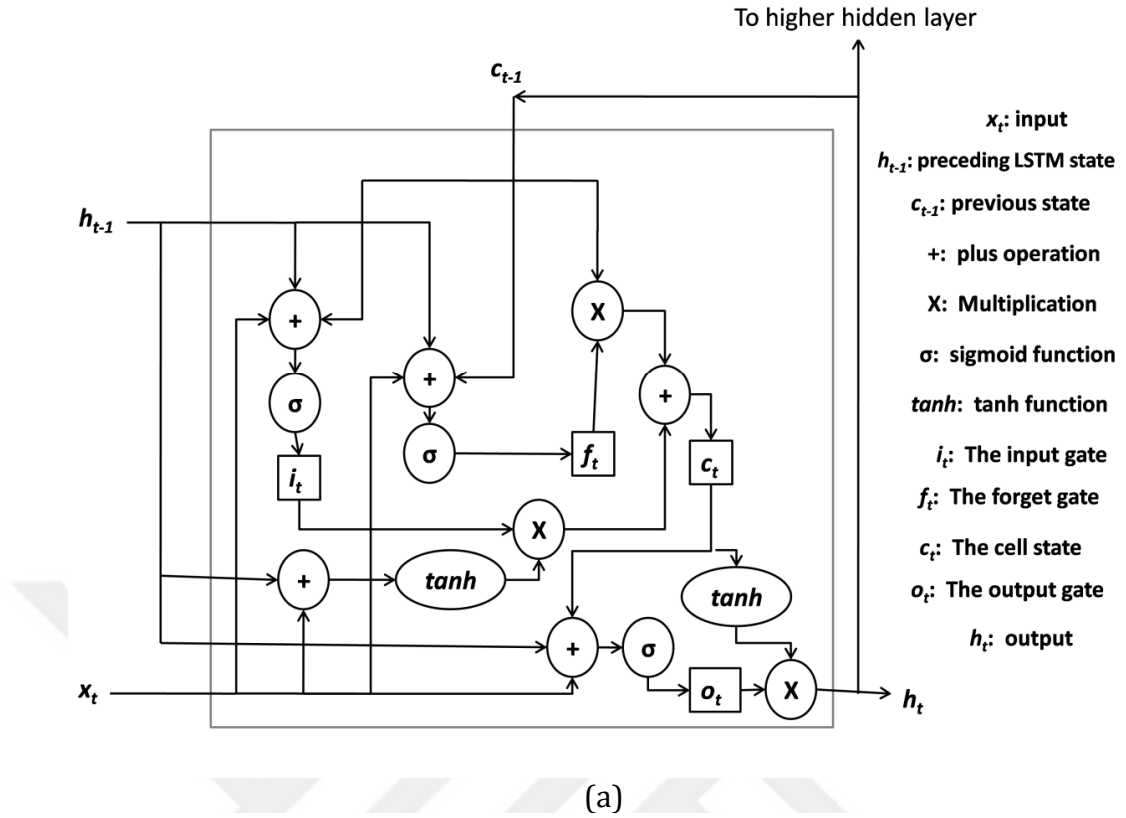 To higher hidden layer
c_{t-1}
h_{t-1}
+
σ
i_t
+
σ
f_t
X
+
c_t
X
+
tanh
tanh
+
σ
o_t
X
x_t
h_t
x_t: input
h_{t-1}: preceding LSTM state
c_{t-1}: previous state
+: plus operation
X: Multiplication
σ: sigmoid function
tanh: tanh function
i_t: The input gate
f_t: The forget gate
c_t: The cell state
o_t: The output gate
h_t: output
(a)